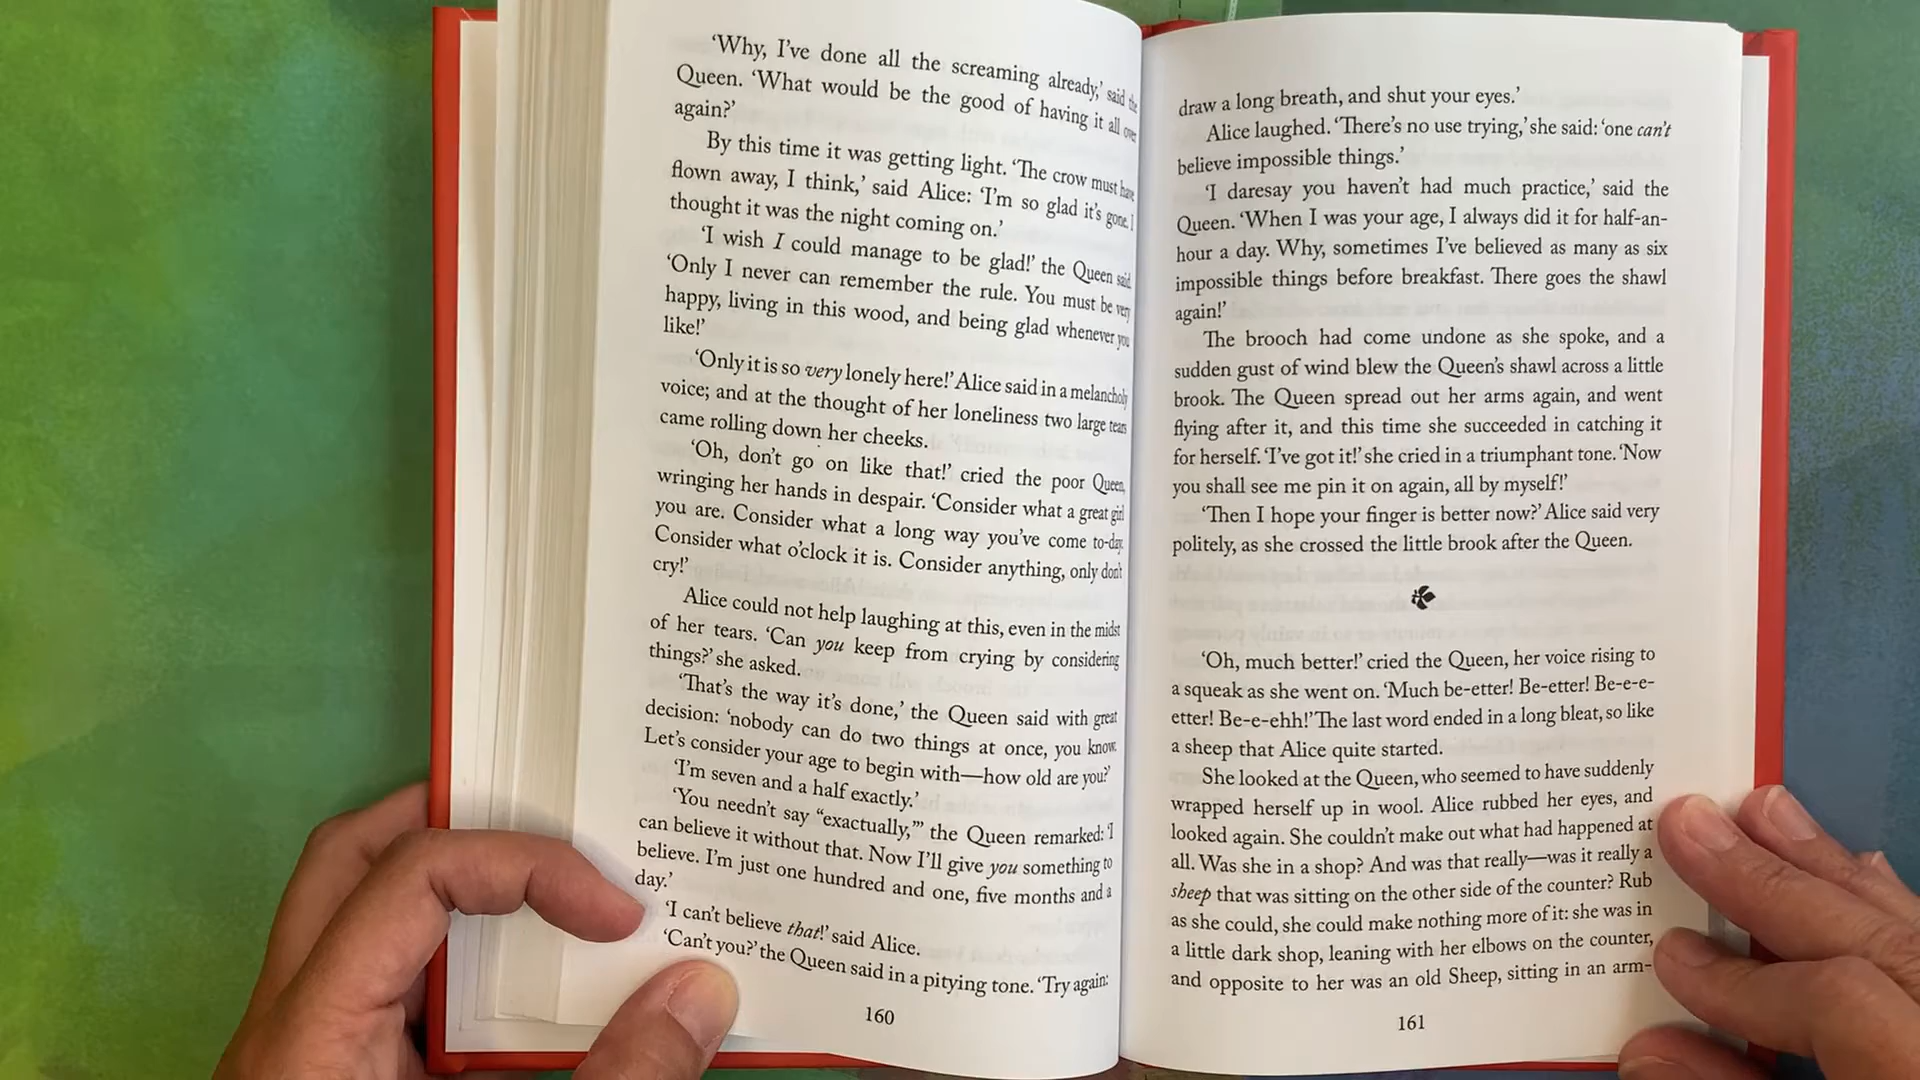 ‘Why, I’ve done all the screaming already,’ said the
Queen. ‘What would be the good of having it all over
again?’
By this time it was getting light. ‘The crow must have
flown away, I think,’ said Alice: ‘I’m so glad it’s gone. I
thought it was the night coming on.’
‘I wish I could manage to be glad!’ the Queen said.
‘Only I never can remember the rule. You must be very
happy, living in this wood, and being glad whenever you
like!’
‘Only it is so very lonely here!’ Alice said in a melancholy
voice; and at the thought of her loneliness two large tears
came rolling down her cheeks.
‘Oh, don’t go on like that!’ cried the poor Queen,
wringing her hands in despair. ‘Consider what a great girl
you are. Consider what a long way you’ve come to-day.
Consider what o’clock it is. Consider anything, only don’t
cry!’
Alice could not help laughing at this, even in the midst
of her tears. ‘Can you keep from crying by considering
things?’ she asked.
‘That’s the way it’s done,’ the Queen said with great
decision: ‘nobody can do two things at once, you know.
Let’s consider your age to begin with—how old are you?’
‘I’m seven and a half exactly.’
‘You needn’t say “exactually,”’ the Queen remarked: ‘I
can believe it without that. Now I’ll give you something to
believe. I’m just one hundred and one, five months and a
day.’
‘I can’t believe that!’ said Alice.
‘Can’t you?’ the Queen said in a pitying tone. ‘Try again:
160
draw a long breath, and shut your eyes.’
Alice laughed. ‘There’s no use trying,’ she said: ‘one can’t
believe impossible things.’
‘I daresay you haven’t had much practice,’ said the
Queen. ‘When I was your age, I always did it for half-an-
hour a day. Why, sometimes I’ve believed as many as six
impossible things before breakfast. There goes the shawl
again!’
The brooch had come undone as she spoke, and a
sudden gust of wind blew the Queen’s shawl across a little
brook. The Queen spread out her arms again, and went
flying after it, and this time she succeeded in catching it
for herself. ‘I’ve got it!’ she cried in a triumphant tone. ‘Now
you shall see me pin it on again, all by myself!’
‘Then I hope your finger is better now?’ Alice said very
politely, as she crossed the little brook after the Queen.
‘Oh, much better!’ cried the Queen, her voice rising to
a squeak as she went on. ‘Much be-etter! Be-etter! Be-e-e-
etter! Be-e-ehh!’ The last word ended in a long bleat, so like
a sheep that Alice quite started.
She looked at the Queen, who seemed to have suddenly
wrapped herself up in wool. Alice rubbed her eyes, and
looked again. She couldn’t make out what had happened at
all. Was she in a shop? And was that really—was it really a
sheep that was sitting on the other side of the counter? Rub
as she could, she could make nothing more of it: she was in
a little dark shop, leaning with her elbows on the counter,
and opposite to her was an old Sheep, sitting in an arm-
161